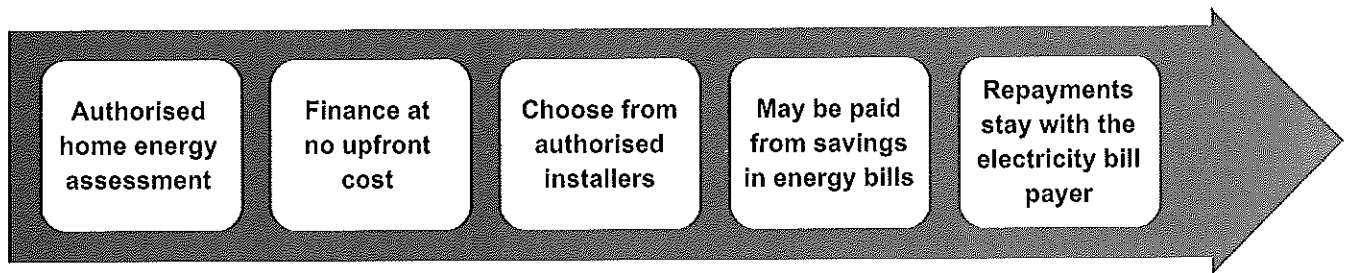 Authorised
home energy
assessment
Finance at
no upfront
cost
Choose from
authorised
installers
May be paid
from savings
in energy bills
Repayments
stay with the
electricity bill
payer